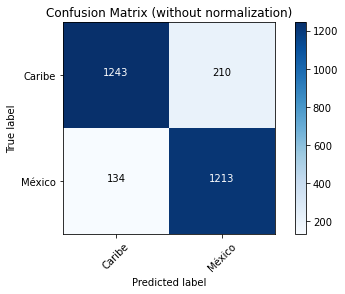 Confusion Matrix (without normalization)
Caribe
1243
210
México
134
1213
Caribe
México
True label
Predicted label
1200
1000
800
600
400
200